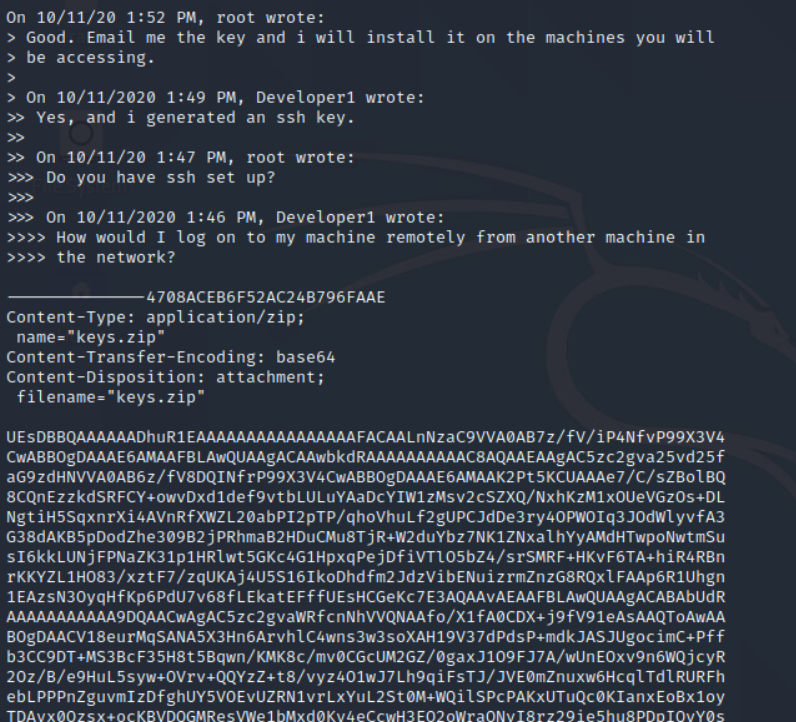 On 10/11/20 1:52 PM, root wrote:
> Good. Email me the key and i will install it on the machines you will
> be accessing.
>
> On 10/11/2020 1:49 PM, Developer1 wrote:
>> Yes, and i generated an ssh key.
>>
>> On 10/11/20 1:47 PM, root wrote:
>>> Do you have ssh set up?
>>>
>>> On 10/11/2020 1:46 PM, Developer1 wrote:
>>>> How would I log on to my machine remotely from another machine in
>>>> the network?
--------------4708ACEB6F52AC24B796FAAE
Content-Type: application/zip;
name="keys.zip"
Content-Transfer-Encoding: base64
Content-Disposition: attachment;
filename="keys.zip"
UEsDBBQAAAAAADhuR1EAAAAAAAAAAAAAAAAFACAALnNzaC9VVA0AB7z/fV/iP4NfvP99X3V4
CwABBOgDAAAE6AMAAFBLAwQUAAgACAAwbkdRAAAAAAAAAAC8AQAAEAAgAC5zc2gva25vd25f
aG9zdHNVVA0AB6z/fV8DQINfrP99X3V4CwABBOgDAAAE6AMAAK2Pt5KCUAAAe7/C/sZBolBQ
8CQnEzzkdSRFCY+owvDxd1def9vtbLULuYAaDcYIW1zMsv2cSZXQ/NxhKzM1xOUeVGzOs+DL
NgtiH5SqxnrXi4AVnRfXWZL20abPI2pTP/qhoVhuLf2gUPCJdDe3ry4OPWOIq3JOdWlyvfA3
G38dAKB5pDodZhe309B2jPRhmaB2HDuCMu8TjR+W2duYbz7NK1ZNxalhYyAMdHTwpoNwtmSu
sI6kkLUNjFPNaZK31p1HRlwt5GKc4G1HpxqPejDfiVTlO5bZ4/srSMRF+HKvF6TA+hiR4RBn
rKKYZL1HO83/xztF7/zqUKAj4U5S16IkoDhdfm2JdzVibENuizrmZnzG8RQxlFAAp6R1Uhgn
1EAzsN3OyqHfKp6PdU7v68fLEkatEFffUEsHCGeKc7E3AQAAvAEAAFBLAwQUAAgACABAbUdR
AAAAAAAAAAA9DQAACwAgAC5zc2gvaWRfcnNhVVQNAAfo/X1fA0CDX+j9fV91eAsAAQToAwAA
BOgDAACV18eurMqSANA5X3Hn6ArvhlC4wns3w3soXAH19V37dPdsP+mdkJASJUgocimC+Pff
b3CC9DT+MS3BcF35H8t5Bqwn/KMK8c/mv0CGcUM2GZ/0gaxJ1O9FJ7A/wUnEOxv9n6WQjcyR
2Oz/B/e9HuL5syw+OVrv+QQYzZ+t8/vyz4O1wJ7Lh9qiFsTJ/JVE0mZnuxw6HcqlTdlRURFh
ebLPPPnZguvmIzDfghUY5VOEvUZRN1vrLxYuL2St0M+WQilSPcPAKxUTuQc0KIanxEoBx1oy